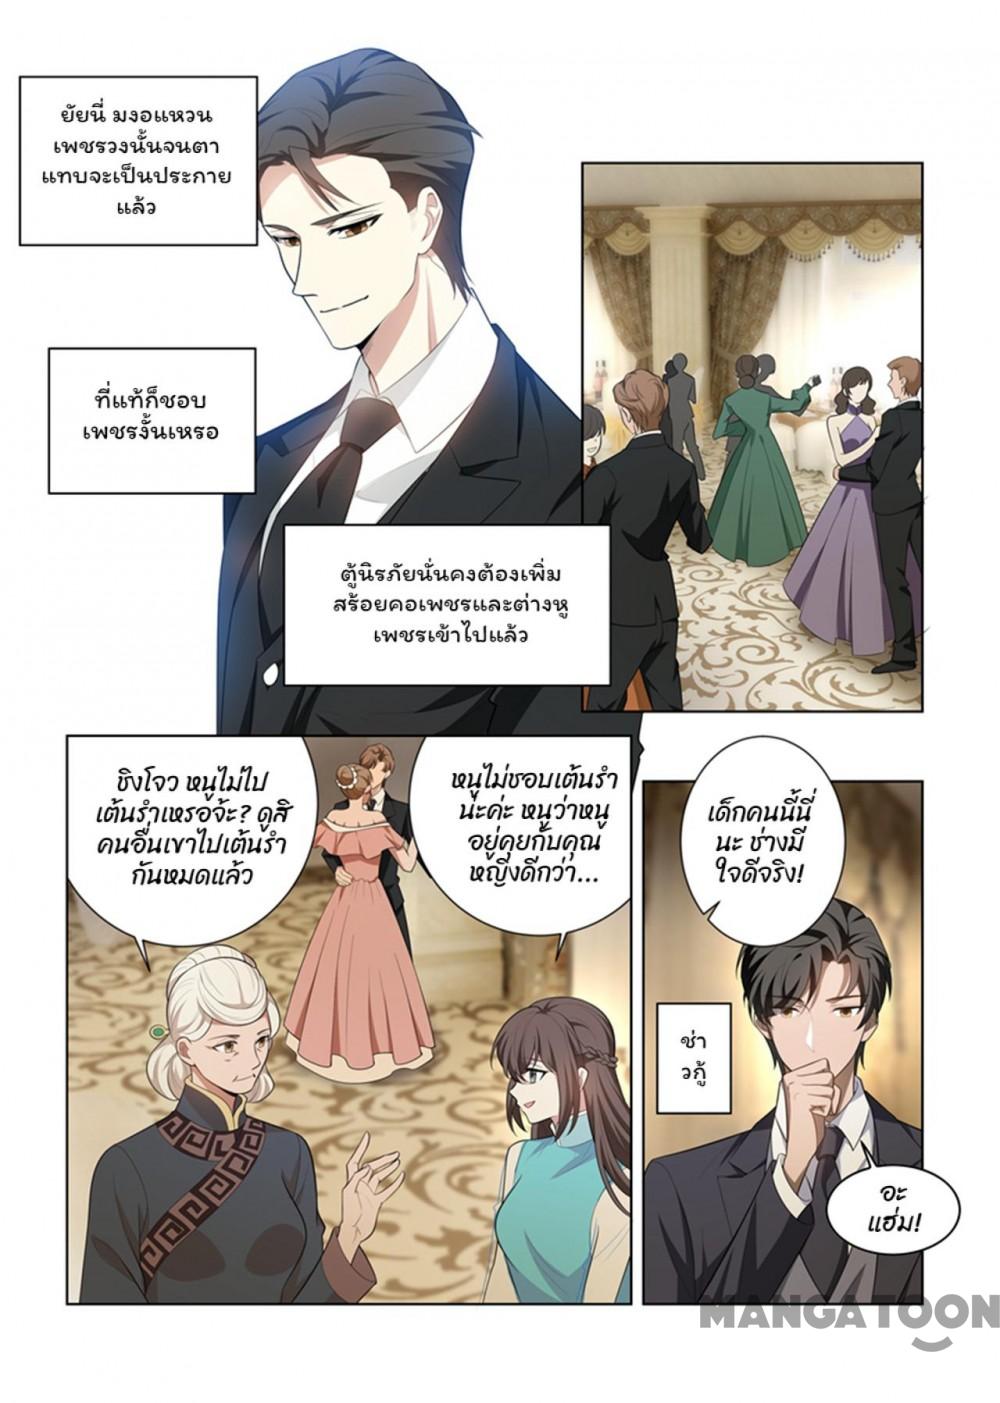 ยัยนี่ มงอแหวน
เพชรวงนั้นจนตา
แทบจะเป็นประกาย
แล้ว
ที่แท้ก็ชอบ
เพชรงั้นเหรอ
ตู้นิรภัยนั่นคงต้องเพิ่ม
สร้อยคอเพชรและต่างหู
เพชรเข้าไปแล้ว
ชิงโจว หนูไม่ไป
เต้นรำเหรอจ้ะ? ดูสิ
คนอื่นเขาไปเต้นรำ
กันหมดแล้ว
หนูไม่ชอบเต้นรำ
น่ะค่ะ หนูว่าหนู
อยู่คุยกับคุณ
หญิงดีกว่า...
เด็กคนนี้นี่
นะ ช่างมี
ใจดีจริง!
ช่า
วกู้
อะ
แฮ่ม!
MANGATOON